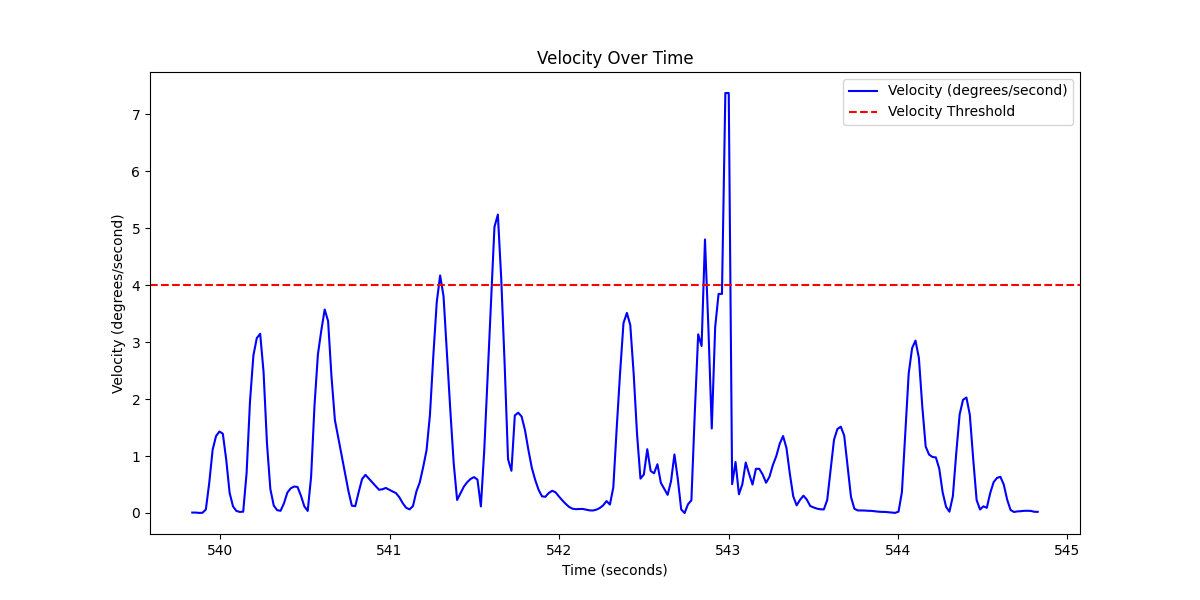 Velocity Over Time
Velocity (degrees/second)
Velocity Threshold
7
6
5
4
3
2
1
0
Velocity (degrees/second)
540
541
542
543
544
545
Time (seconds)